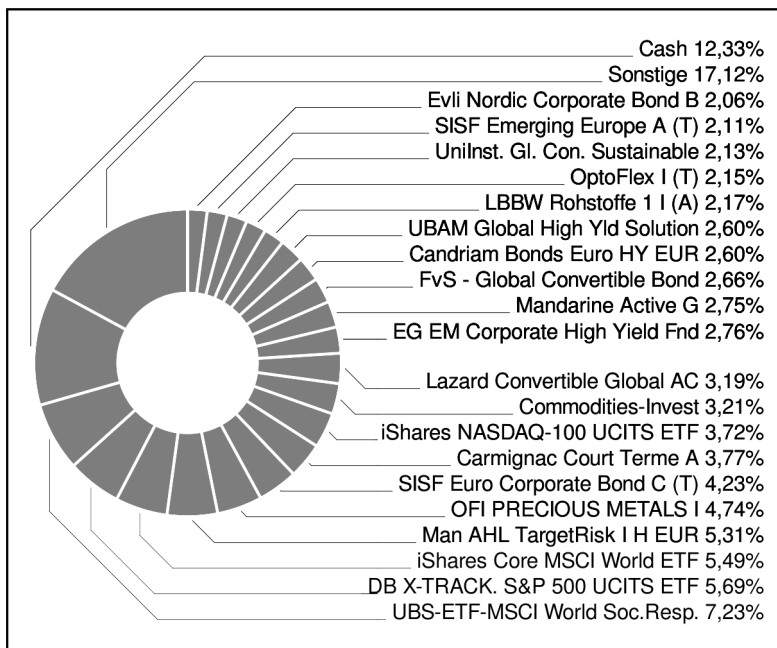 Cash 12,33%
Sonstige 17,12%
Evli Nordic Corporate Bond B 2,06%
SISF Emerging Europe A (T) 2,11%
UniInst. Gl. Con. Sustainable 2,13%
OptoFlex I (T) 2,15%
LBBW Rohstoffe 1 I (A) 2,17%
UBAM Global High Yld Solution 2,60%
Candriam Bonds Euro HY EUR 2,60%
FvS - Global Convertible Bond 2,66%
Mandarine Active G 2,75%
EG EM Corporate High Yield Fnd 2,76%
Lazard Convertible Global AC 3,19%
Commodities-Invest 3,21%
iShares NASDAQ-100 UCITS ETF 3,72%
Carmignac Court Terme A 3,77%
SISF Euro Corporate Bond C (T) 4,23%
OFI PRECIOUS METALS I 4,74%
Man AHL TargetRisk I H EUR 5,31%
iShares Core MSCI World ETF 5,49%
DB X-TRACK. S&P 500 UCITS ETF 5,69%
UBS-ETF-MSCI World Soc.Resp. 7,23%